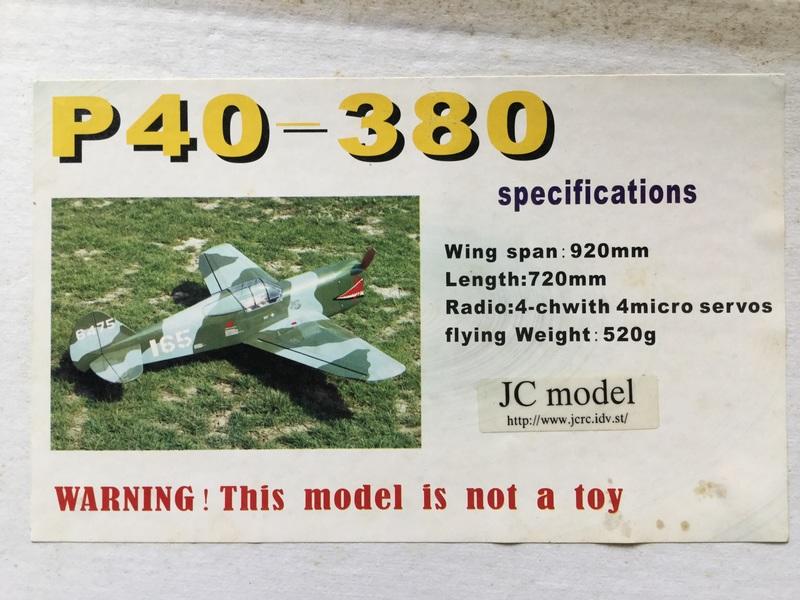 P40-380
specifications
Wing span:920mm
Length:720mm
Radio:4-chwith 4micro servos
flying Weight:520g
6475
165
JC model
http://www.jcrc.idv.st/
WARNING! This model is not a toy